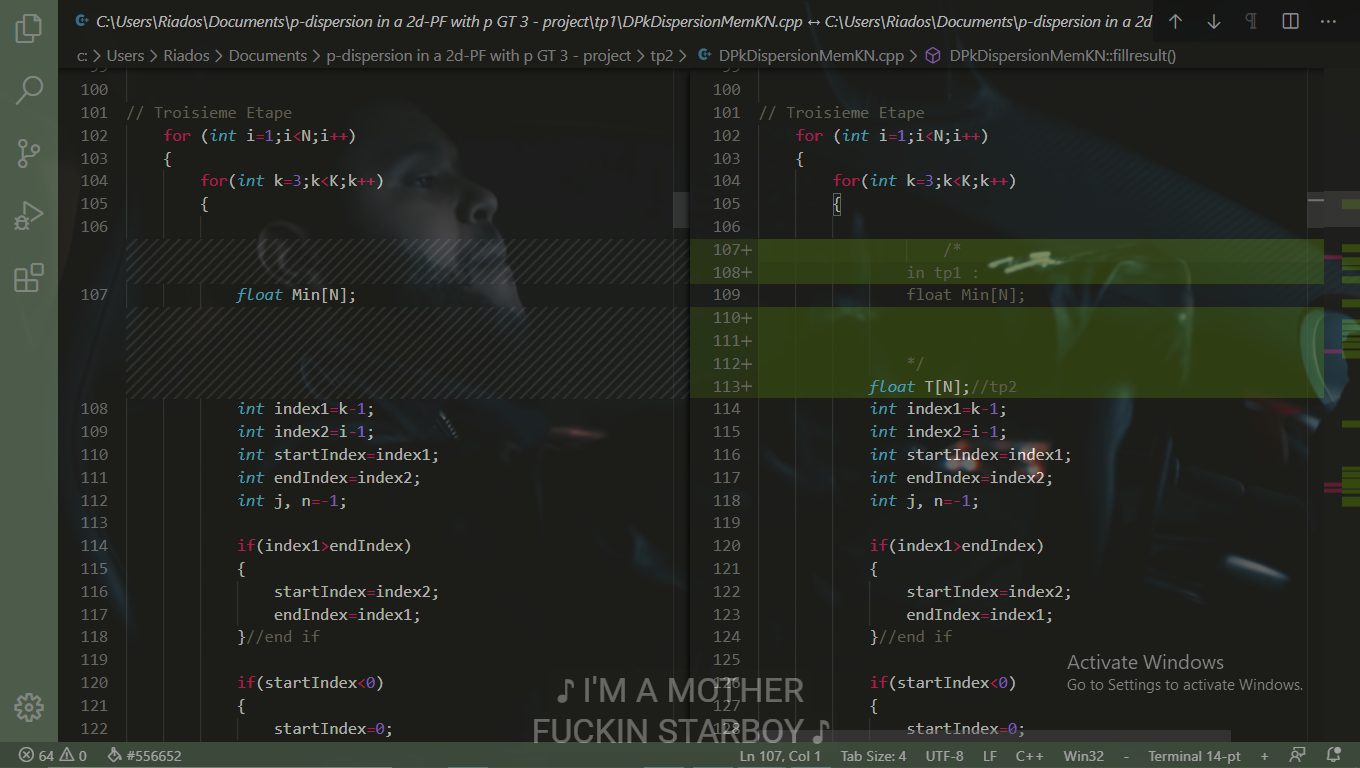 C:\Users\Riados\Documents\p-dispersion in a 2d-PF with p GT 3 - project\tp1\DPkDispersionMemKN.cpp ↔ C:\Users\Riados\Documents\p-dispersion in a 2d
c: > Users > Riados > Documents > p-dispersion in a 2d-PF with p GT 3 - project > tp2 > DPkDispersionMemKN.cpp > DPkDispersionMemKN::fillresult()
100
101 // Troisieme Etape
102 for (int i=1;i<N;i++)
103 {
104 for(int k=3;k<K;k++)
105 {
106
107 float Min[N];
108 int index1=k-1;
109 int index2=i-1;
110 int startIndex=index1;
111 int endIndex=index2;
112 int j, n=-1;
113
114 if(index1>endIndex)
115 {
116 startIndex=index2;
117 endIndex=index1;
118 }//end if
119
120 if(startIndex<0)
121 {
122 startIndex=0;
100
101 // Troisieme Etape
102 for (int i=1;i<N;i++)
103 {
104 for(int k=3;k<K;k++)
105 {
106
107+ /*
108+ in tp1 :
109 float Min[N];
110+
111+
112+ */
113+ float T[N];//tp2
114 int index1=k-1;
115 int index2=i-1;
116 int startIndex=index1;
117 int endIndex=index2;
118 int j, n=-1;
119
120 if(index1>endIndex)
121 {
122 startIndex=index2;
123 endIndex=index1;
124 }//end if
125
126 if(startIndex<0)
127 {
128 startIndex=0;
Activate Windows
Go to Settings to activate Windows.
♪ I'M A MOTHER
FUCKIN STARBOY ♪
64 0 #556652 Ln 107, Col 1 Tab Size: 4 UTF-8 LF C++ Win32 - Terminal 14-pt +